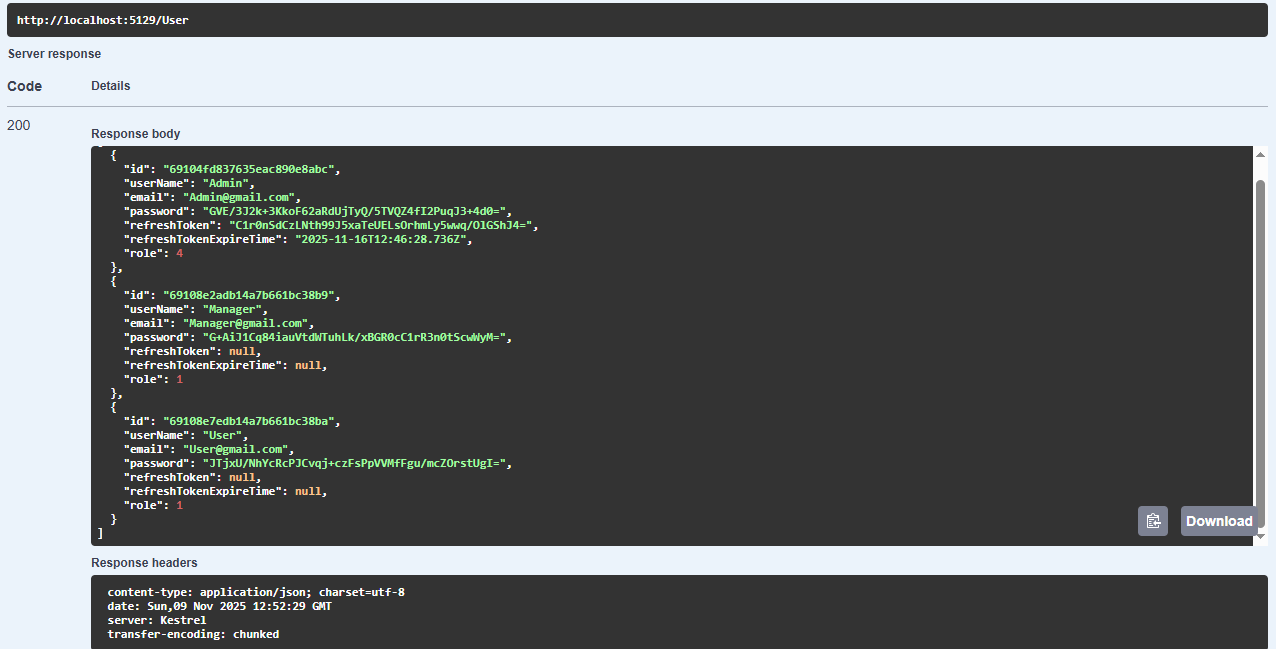 http://localhost:5129/User
Server response
Code Details
200
Response body
{
"id": "69104fd837635eac890e8abc",
"userName": "Admin",
"email": "Admin@gmail.com",
"password": "GVE/3J2k+3KkoF62aRdUjTyQ/5TVQZ4fI2PuqJ3+4d0=",
"refreshToken": "C1r0nSdCzLNth99J5xaTeUELsOrhmLy5wwq/OlGShJ4=",
"refreshTokenExpireTime": "2025-11-16T12:46:28.736Z",
"role": 4
},
{
"id": "69108e2adb14a7b661bc38b9",
"userName": "Manager",
"email": "Manager@gmail.com",
"password": "G+AiJ1Cq84iauVtdWTuhLk/xBGR0cC1rR3n0tScwWyM=",
"refreshToken": null,
"refreshTokenExpireTime": null,
"role": 1
},
{
"id": "69108e7edb14a7b661bc38ba",
"userName": "User",
"email": "User@gmail.com",
"password": "JTjxU/NhYcRcPJCvqj+czFsPpVVMfFgu/mcZOrstUgI=",
"refreshToken": null,
"refreshTokenExpireTime": null,
"role": 1
}
]
Download
Response headers
content-type: application/json; charset=utf-8
date: Sun,09 Nov 2025 12:52:29 GMT
server: Kestrel
transfer-encoding: chunked